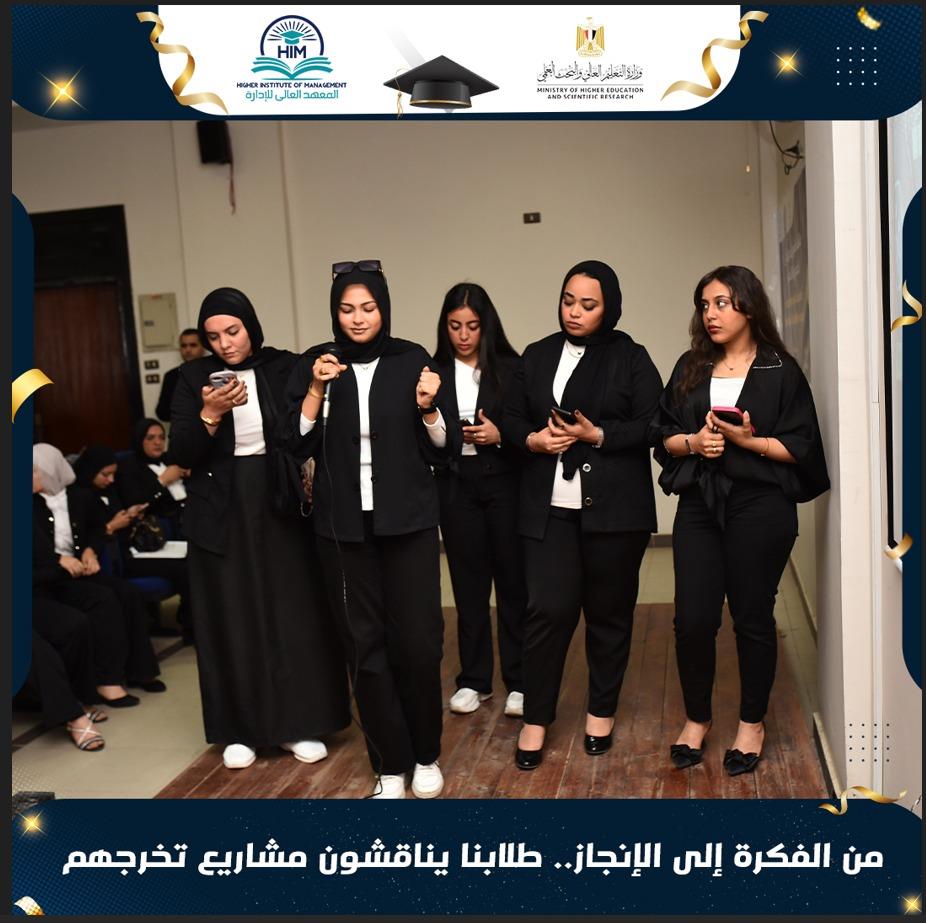 HIM
HIGHER INSTITUTE OF MANAGEMENT
المعهد العالي للإدارة
وزارة التعليم العالي والبحث العلمي
MINISTRY OF HIGHER EDUCATION
AND SCIENTIFIC RESEARCH
من الفكرة إلى الإنجاز.. طلابنا يناقشون مشاريع تخرجهم